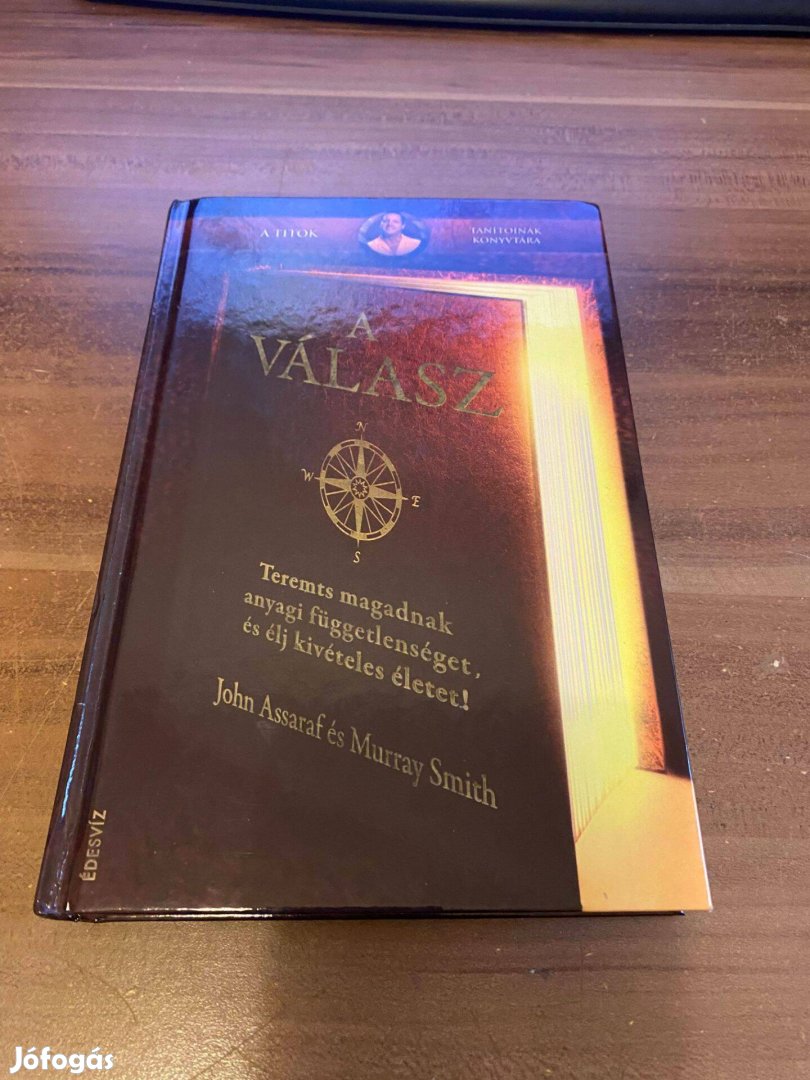 A TITOK
TANÍTÓINAK
KÖNYVTÁRA
A
VÁLASZ
N
W
E
S
Teremts magadnak
anyagi függetlenséget,
és élj kivételes életet!
John Assaraf és Murray Smith
ÉDESVÍZ
Jófogás